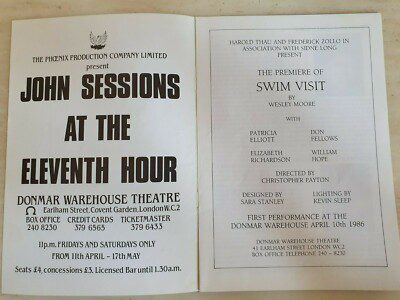 THE PHŒNIX PRODUCTION COMPANY LIMITED
present
JOHN SESSIONS
AT THE
ELEVENTH HOUR
DONMAR WAREHOUSE THEATRE
Earlham Street, Covent Garden, London W.C.2
BOX OFFICE CREDIT CARDS TICKETMASTER
240 8230 379 6565 379 6433
11p.m. FRIDAYS AND SATURDAYS ONLY
From 11th APRIL - 17th MAY
Seats £4, concessions £3. Licensed Bar until 1.30a.m.
HAROLD THAU AND FREDERICK ZOLLO IN
ASSOCIATION WITH SIDNE LONG
PRESENT
THE PREMIERE OF
SWIM VISIT
BY
WESLEY MOORE
WITH
PATRICIA DON
ELLIOTT FELLOWS
ELIZABETH WILLIAM
RICHARDSON HOPE
DIRECTED BY
CHRISTOPHER PAYTON
DESIGNED BY LIGHTING BY
SARA STANLEY KEVIN SLEEP
FIRST PERFORMANCE AT THE
DONMAR WAREHOUSE APRIL 10th 1986
DONMAR WAREHOUSE THEATRE
41 EARLHAM STREET LONDON WC2
BOX OFFICE TELEPHONE 240 - 8230